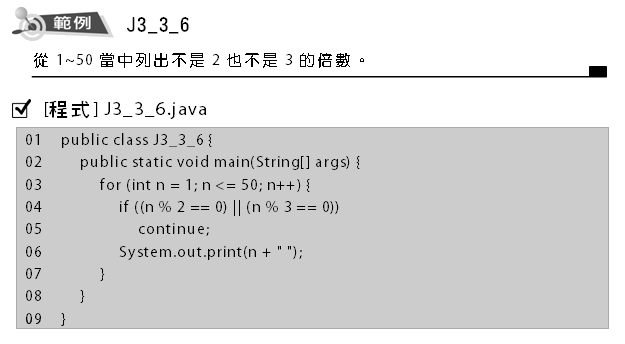 範例 J3_3_6
從 1~50 當中列出不是 2 也不是 3 的倍數。
[程式] J3_3_6.java
01 public class J3_3_6 {
02 public static void main(String[] args) {
03 for (int n = 1; n <= 50; n++) {
04 if ((n % 2 == 0) || (n % 3 == 0))
05 continue;
06 System.out.print(n + " ");
07 }
08 }
09 }